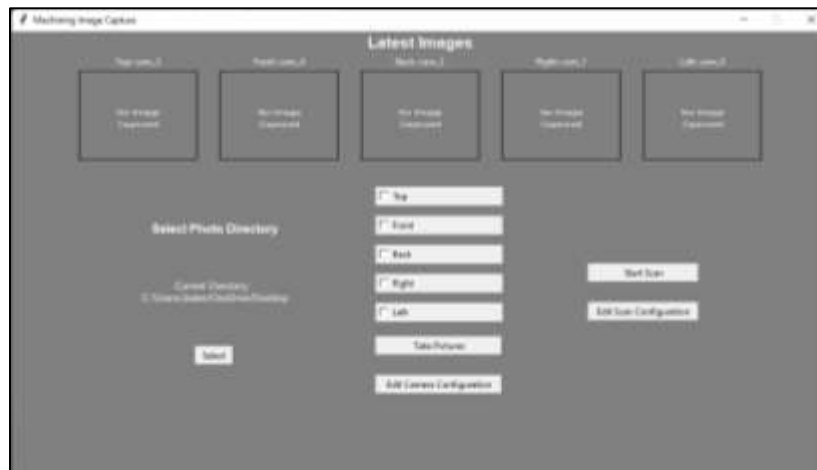 Machining Image Capture
Latest Images
No Image
Captured
No Image
Captured
No Image
Captured
No Image
Captured
No Image
Captured
Top
Front
Back
Right
Left
Select Photo Directory
Current Directory:
Select
Take Pictures
Edit Camera Configuration
Start Scan
Edit Scan Configuration